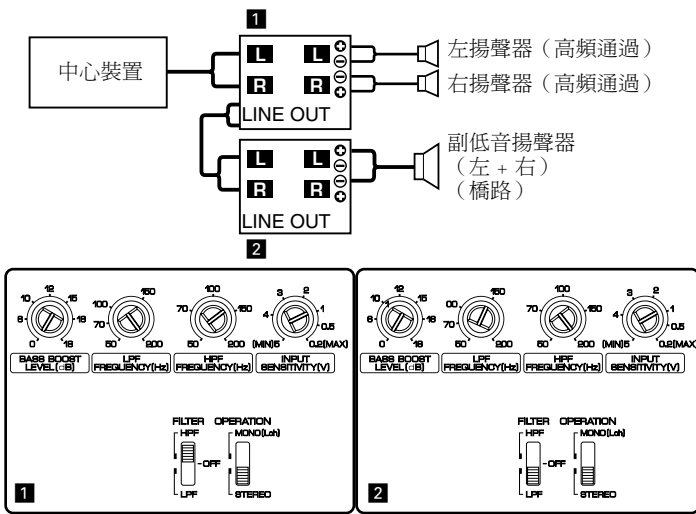 1
中心裝置
L L ⊕
⊖
R R ⊖
⊕
LINE OUT
左揚聲器（高頻通過）
右揚聲器（高頻通過）
L L ⊕
⊖
R R ⊖
⊕
LINE OUT
副低音揚聲器
（左 + 右）
（橋路）
2
12
10 15
6 18
0 18
BASS BOOST
LEVEL(dB)
150
100
70
50 200
LPF
FREQUENCY(Hz)
100
70 150
50 200
HPF
FREQUENCY(Hz)
3 2
4 1
0.5
(MIN)5 0.2(MAX)
INPUT
SENSITIVITY(V)
FILTER OPERATION
HPF MONO(Lch)
OFF
LPF STEREO
1
12
10 15
6 18
0 18
BASS BOOST
LEVEL(dB)
150
00
70
50 200
LPF
FREQUENCY(Hz)
100
70 150
50 200
HPF
FREQUENCY(Hz)
3 2
4 1
0.5
(MIN)5 0.2(MAX)
INPUT
SENSITIVITY(V)
FILTER OPERATION
HPF MONO(Lch)
OFF
LPF STEREO
2